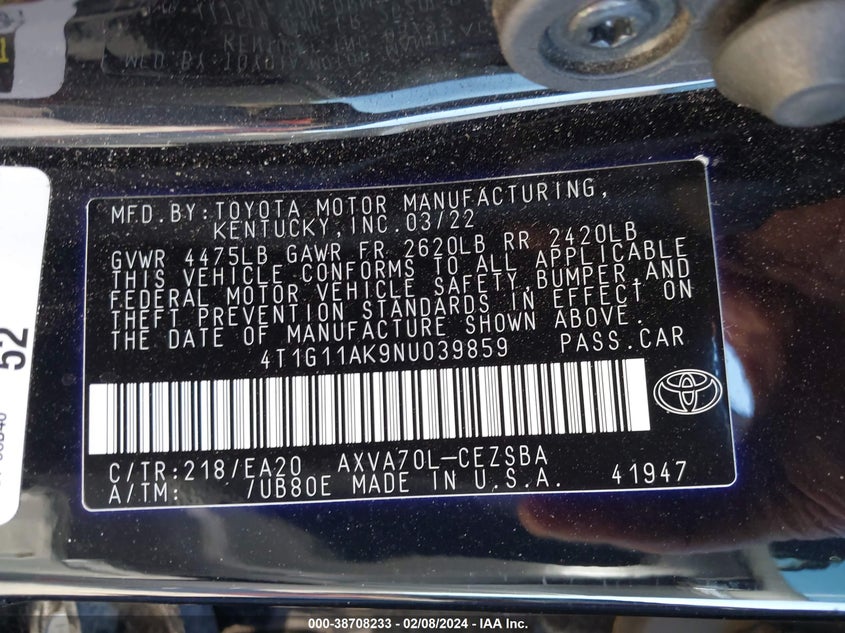 MFD.BY:TOYOTA MOTOR MANUFACTURING,
KENTUCKY,INC.03/22
GVWR 4475LB GAWR FR 2620LB RR 2420LB
THIS VEHICLE CONFORMS TO ALL APPLICABLE
FEDERAL MOTOR VEHICLE SAFETY,BUMPER,AND
THEFT PREVENTION STANDARDS IN EFFECT ON
THE DATE OF MANUFACTURE SHOWN ABOVE.
4T1G11AK9NU039859 PASS.CAR
C/TR:218/EA20 AXVA70L-CEZSBA
A/TM: /UB80E MADE IN U.S.A. 41947
52
000-38708233 - 02/08/2024 - IAA Inc.